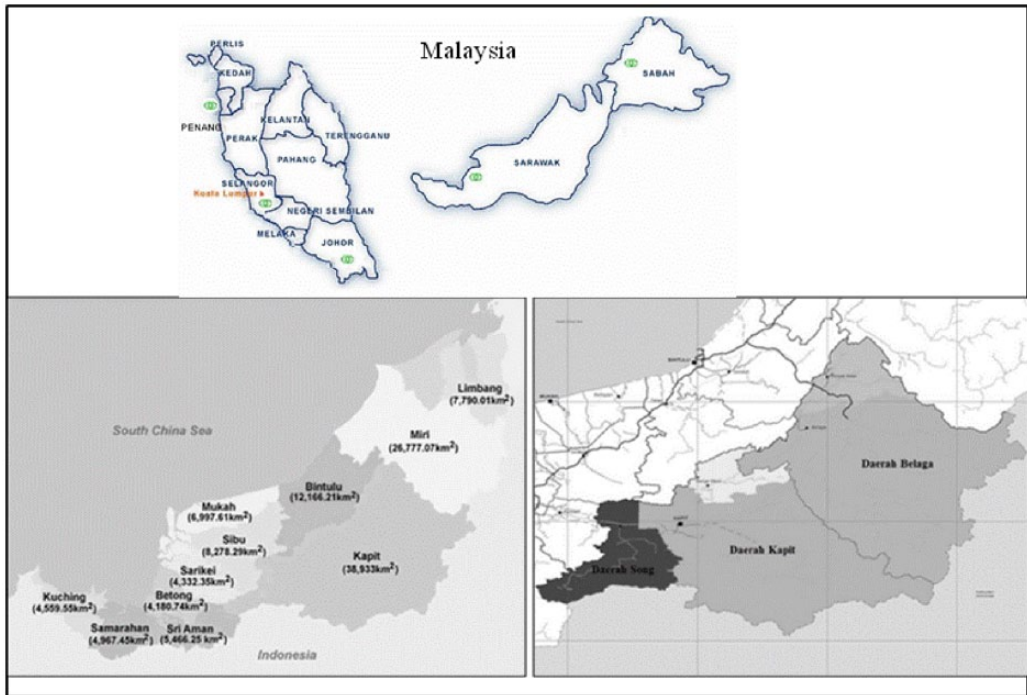 Malaysia
PERLIS
KEDAH
PENANG
PERAK
KELANTAN
TERENGGANU
PAHANG
SELANGOR
Kuala Lumpur
NEGERI SEMBILAN
MELAKA
JOHOR
SABAH
SARAWAK
South China Sea
Limbang
(7,790.01km²)
Miri
(26,777.07km²)
Bintulu
(12,166.21km²)
Mukah
(6,997.61km²)
Sibu
(8,278.29km²)
Kapit
(38,933km²)
Sarikei
(4,332.35km²)
Kuching
(4,559.55km²)
Betong
(4,180.74km²)
Samarahan
(4,967.45km²)
Sri Aman
(5,466.25 km²)
Indonesia
BINTULU
Daerah Belaga
Daerah Kapit
Daerah Song